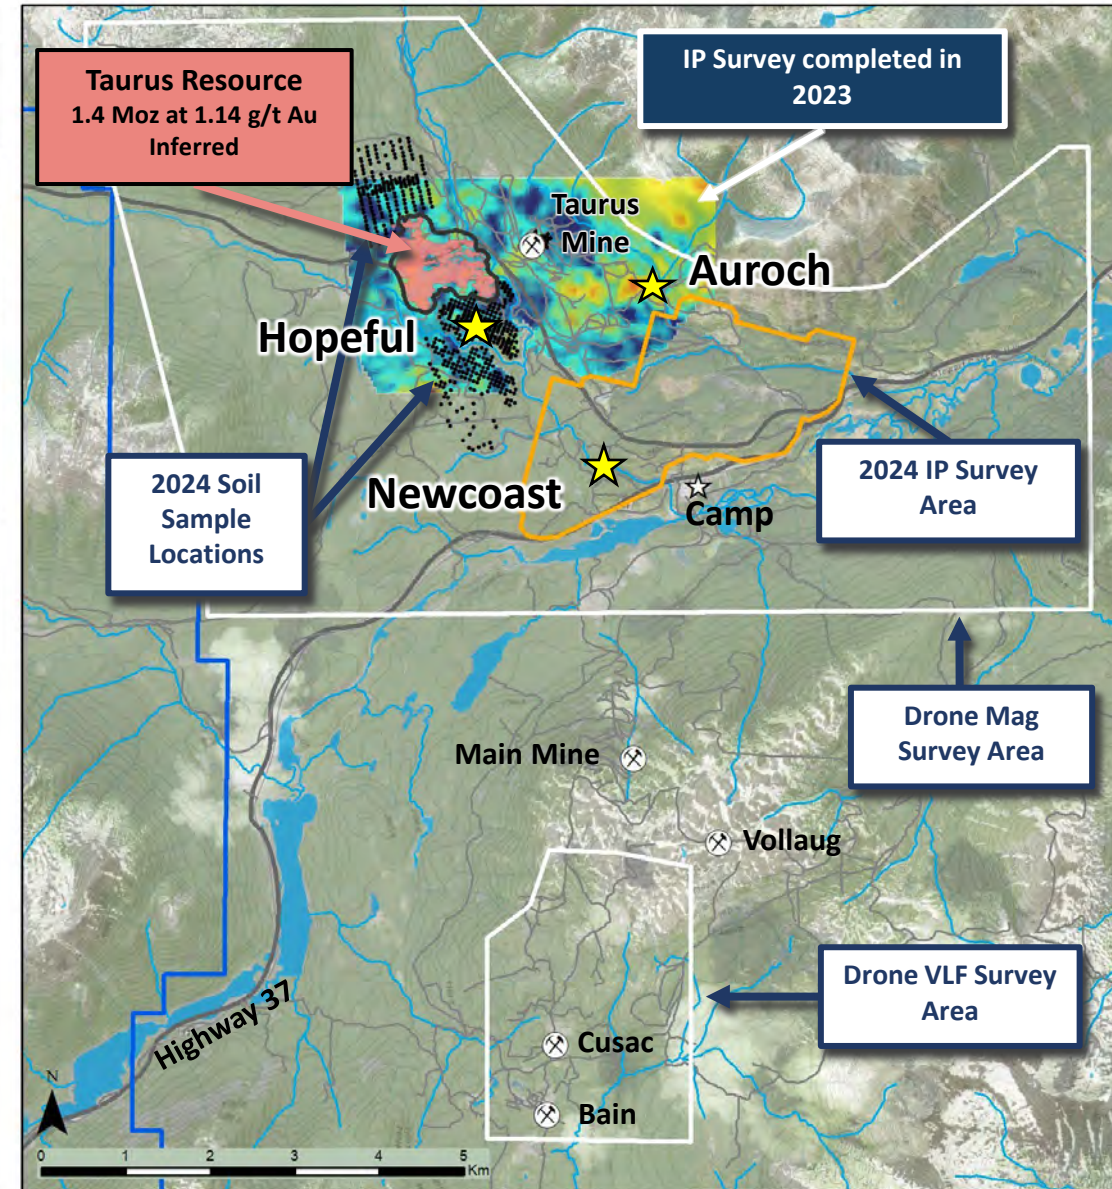 Taurus Resource
1.4 Moz at 1.14 g/t Au
Inferred
IP Survey completed in
2023
Taurus
Mine
Auroch
Hopeful
2024 Soil
Sample
Locations
Newcoast
Camp
2024 IP Survey
Area
Drone Mag
Survey Area
Main Mine
Vollaug
Drone VLF Survey
Area
Highway 37
Cusac
Bain
N
0 1 2 3 4 5
Km